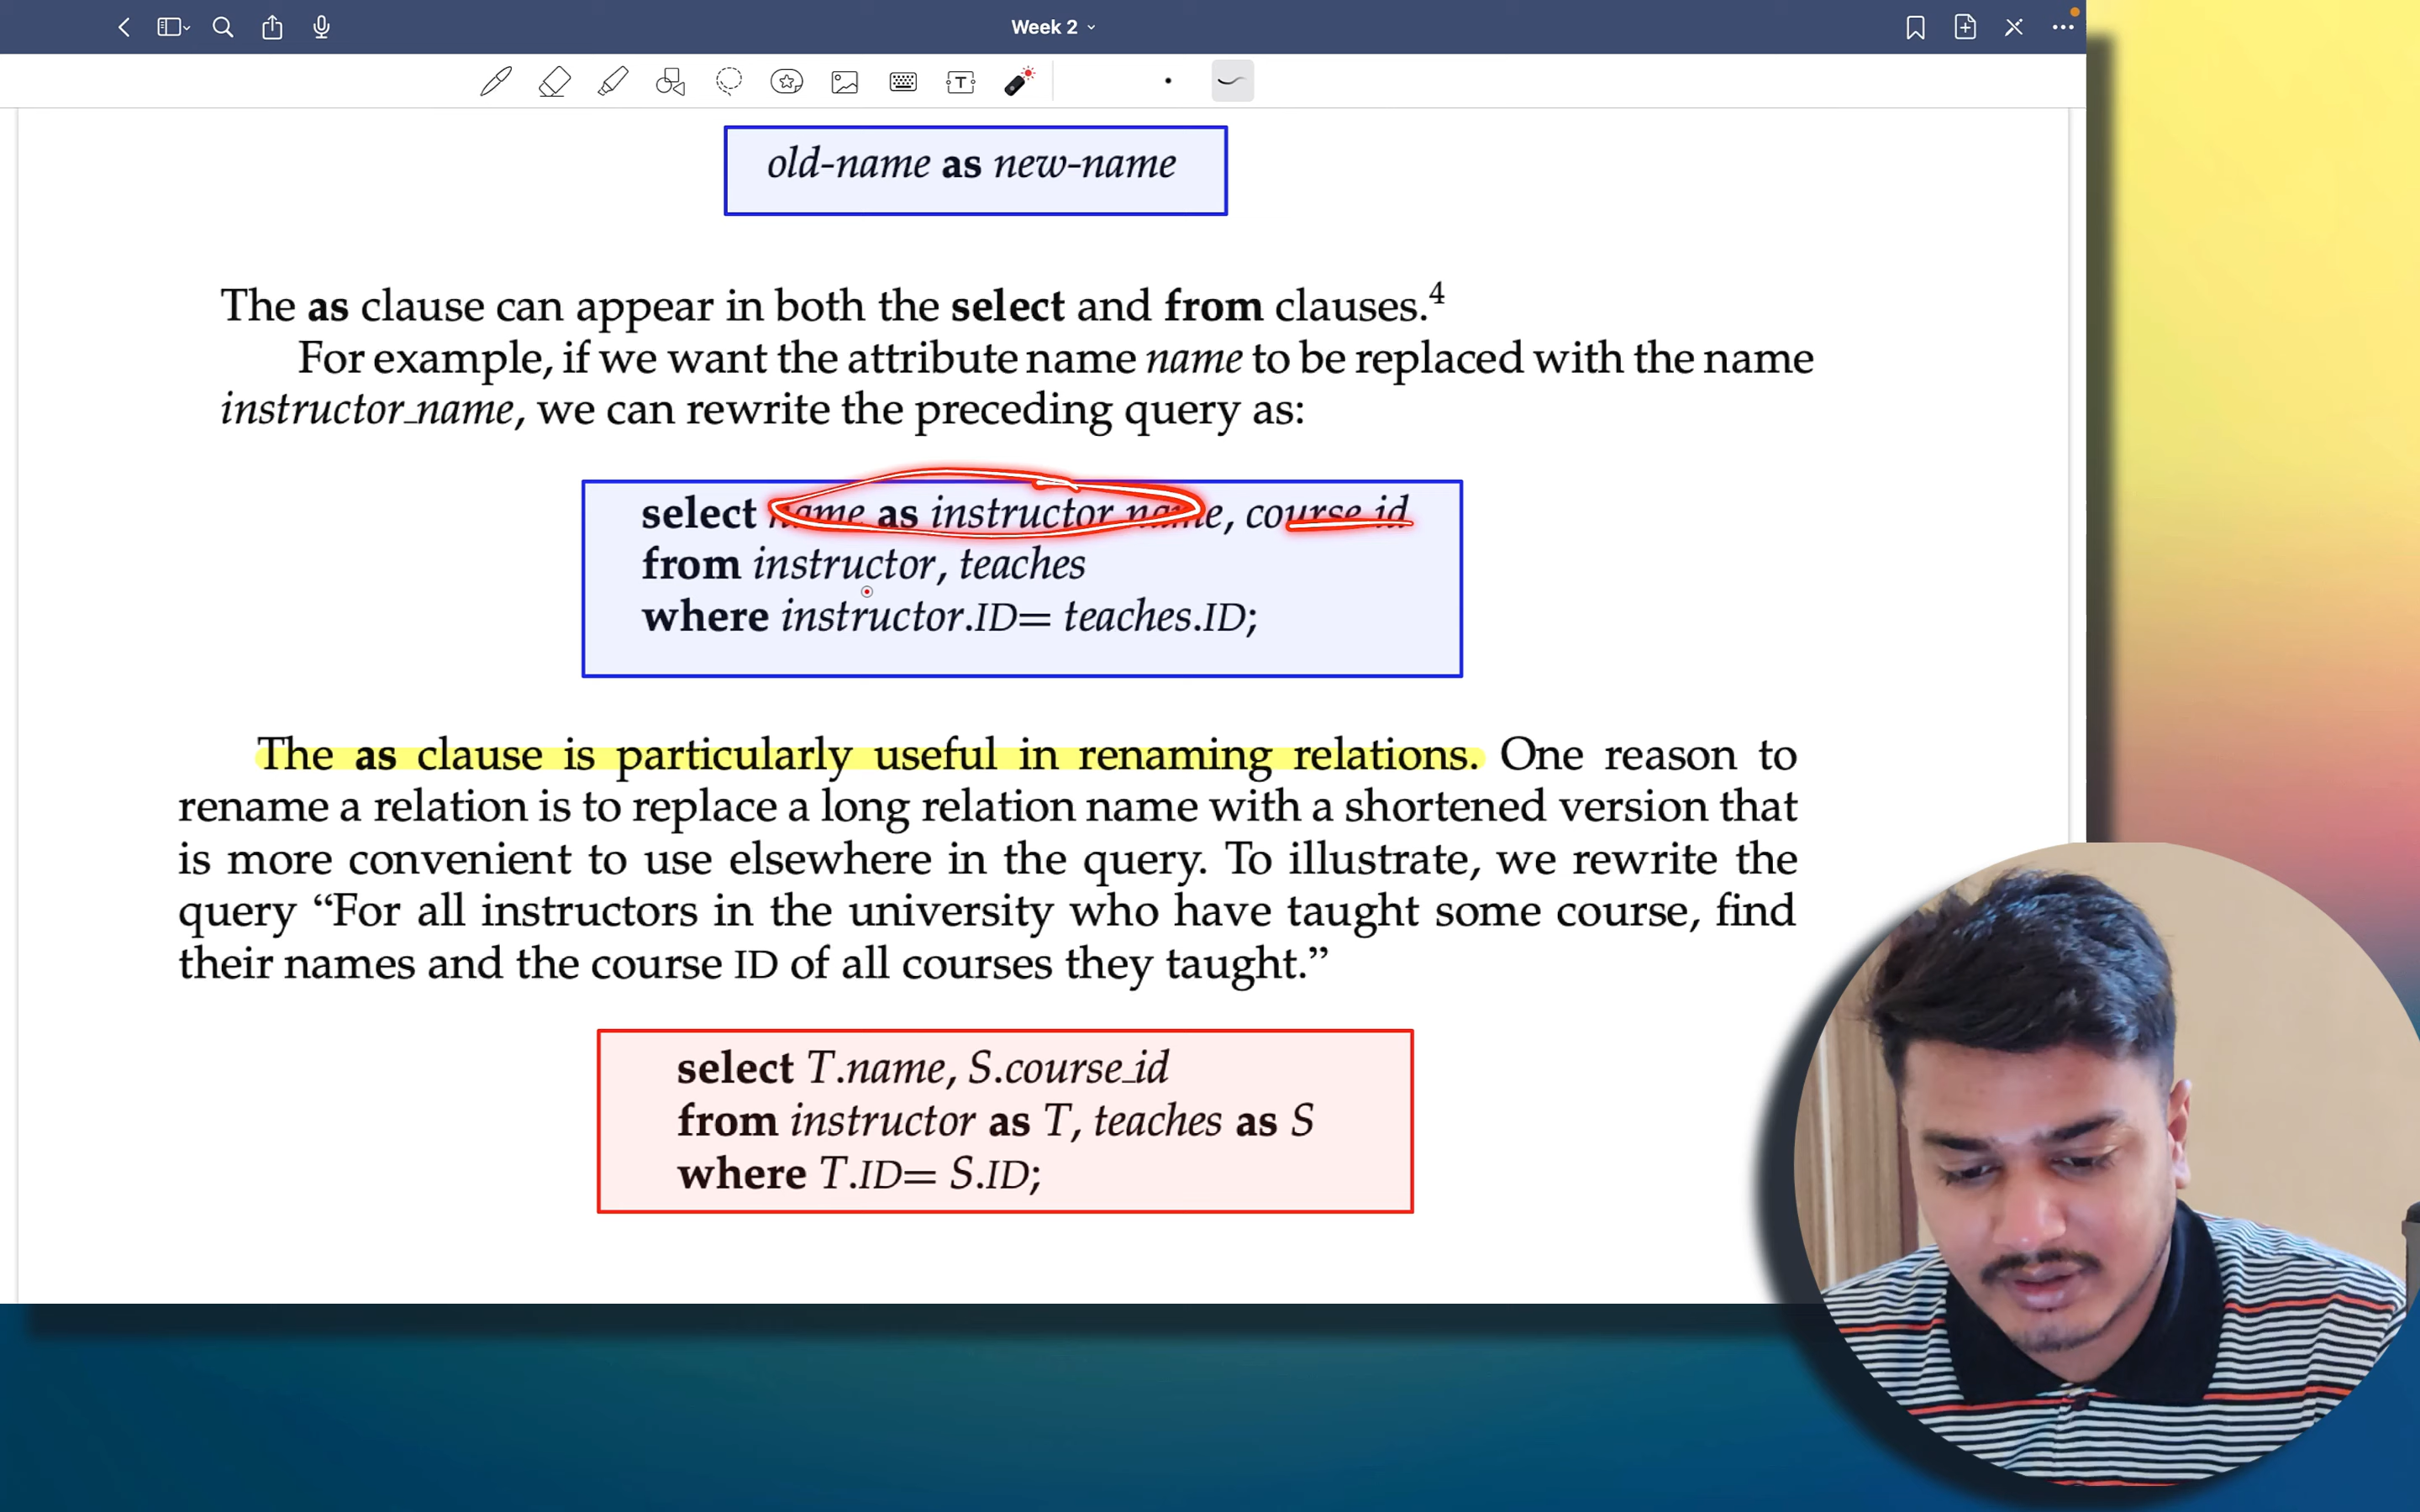 Week 2
old-name as new-name
The as clause can appear in both the select and from clauses.4
For example, if we want the attribute name name to be replaced with the name
instructor_name, we can rewrite the preceding query as:
select name as instructor name, course id
from instructor, teaches
where instructor.ID= teaches.ID;
The as clause is particularly useful in renaming relations. One reason to
rename a relation is to replace a long relation name with a shortened version that
is more convenient to use elsewhere in the query. To illustrate, we rewrite the
query “For all instructors in the university who have taught some course, find
their names and the course ID of all courses they taught.”
select T.name, S.course_id
from instructor as T, teaches as S
where T.ID= S.ID;